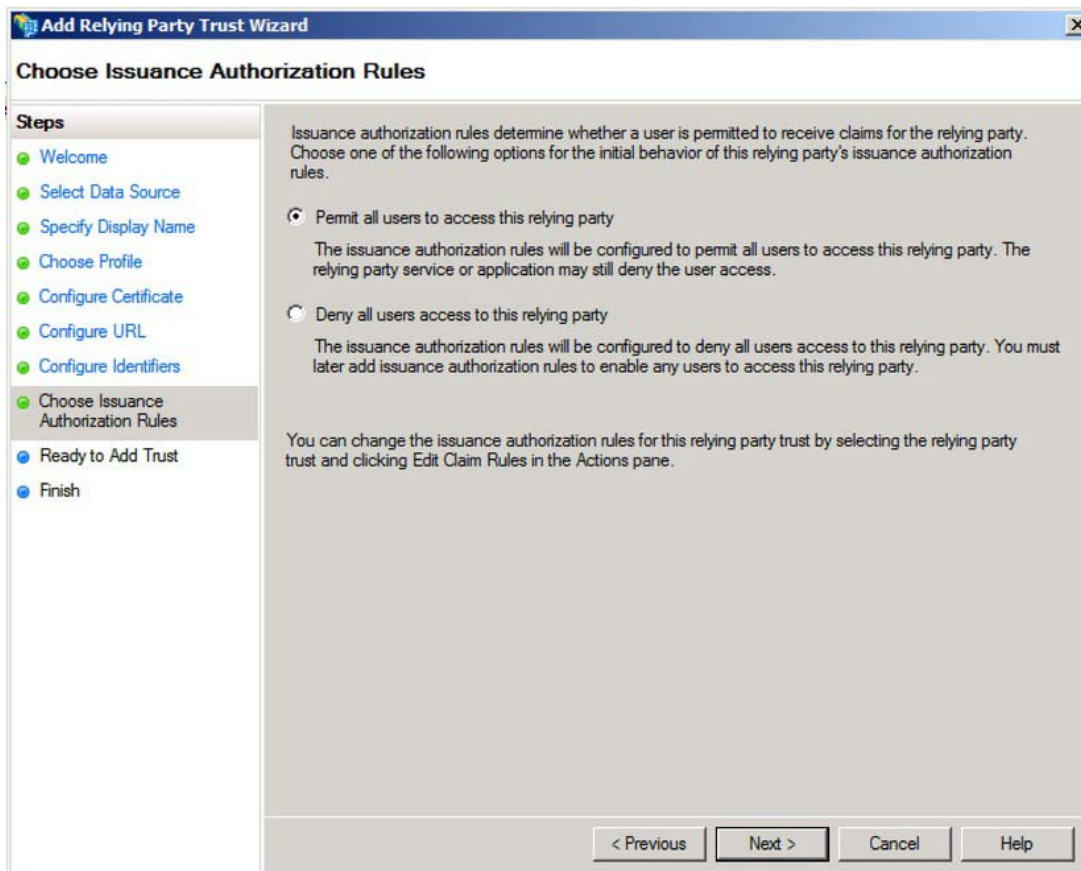 Add Relying Party Trust Wizard
Choose Issuance Authorization Rules
Steps
Welcome
Select Data Source
Specify Display Name
Choose Profile
Configure Certificate
Configure URL
Configure Identifiers
Choose Issuance
Authorization Rules
Ready to Add Trust
Finish
Issuance authorization rules determine whether a user is permitted to receive claims for the relying party.
Choose one of the following options for the initial behavior of this relying party's issuance authorization
rules.
Permit all users to access this relying party
The issuance authorization rules will be configured to permit all users to access this relying party. The
relying party service or application may still deny the user access.
Deny all users access to this relying party
The issuance authorization rules will be configured to deny all users access to this relying party. You must
later add issuance authorization rules to enable any users to access this relying party.
You can change the issuance authorization rules for this relying party trust by selecting the relying party
trust and clicking Edit Claim Rules in the Actions pane.
< Previous
Next >
Cancel
Help